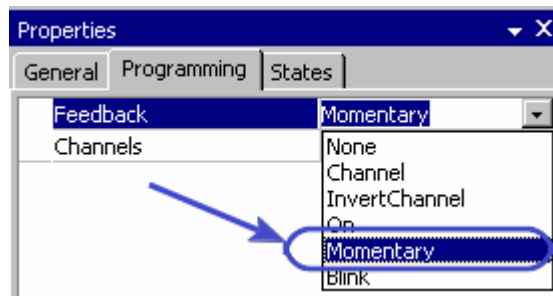 Properties
General Programming States
Feedback Momentary
Channels
None
Channel
InvertChannel
On
Momentary
Blink